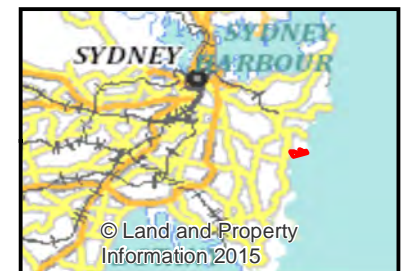 SYDNEY
SYDNEY HARBOUR
© Land and Property
Information 2015